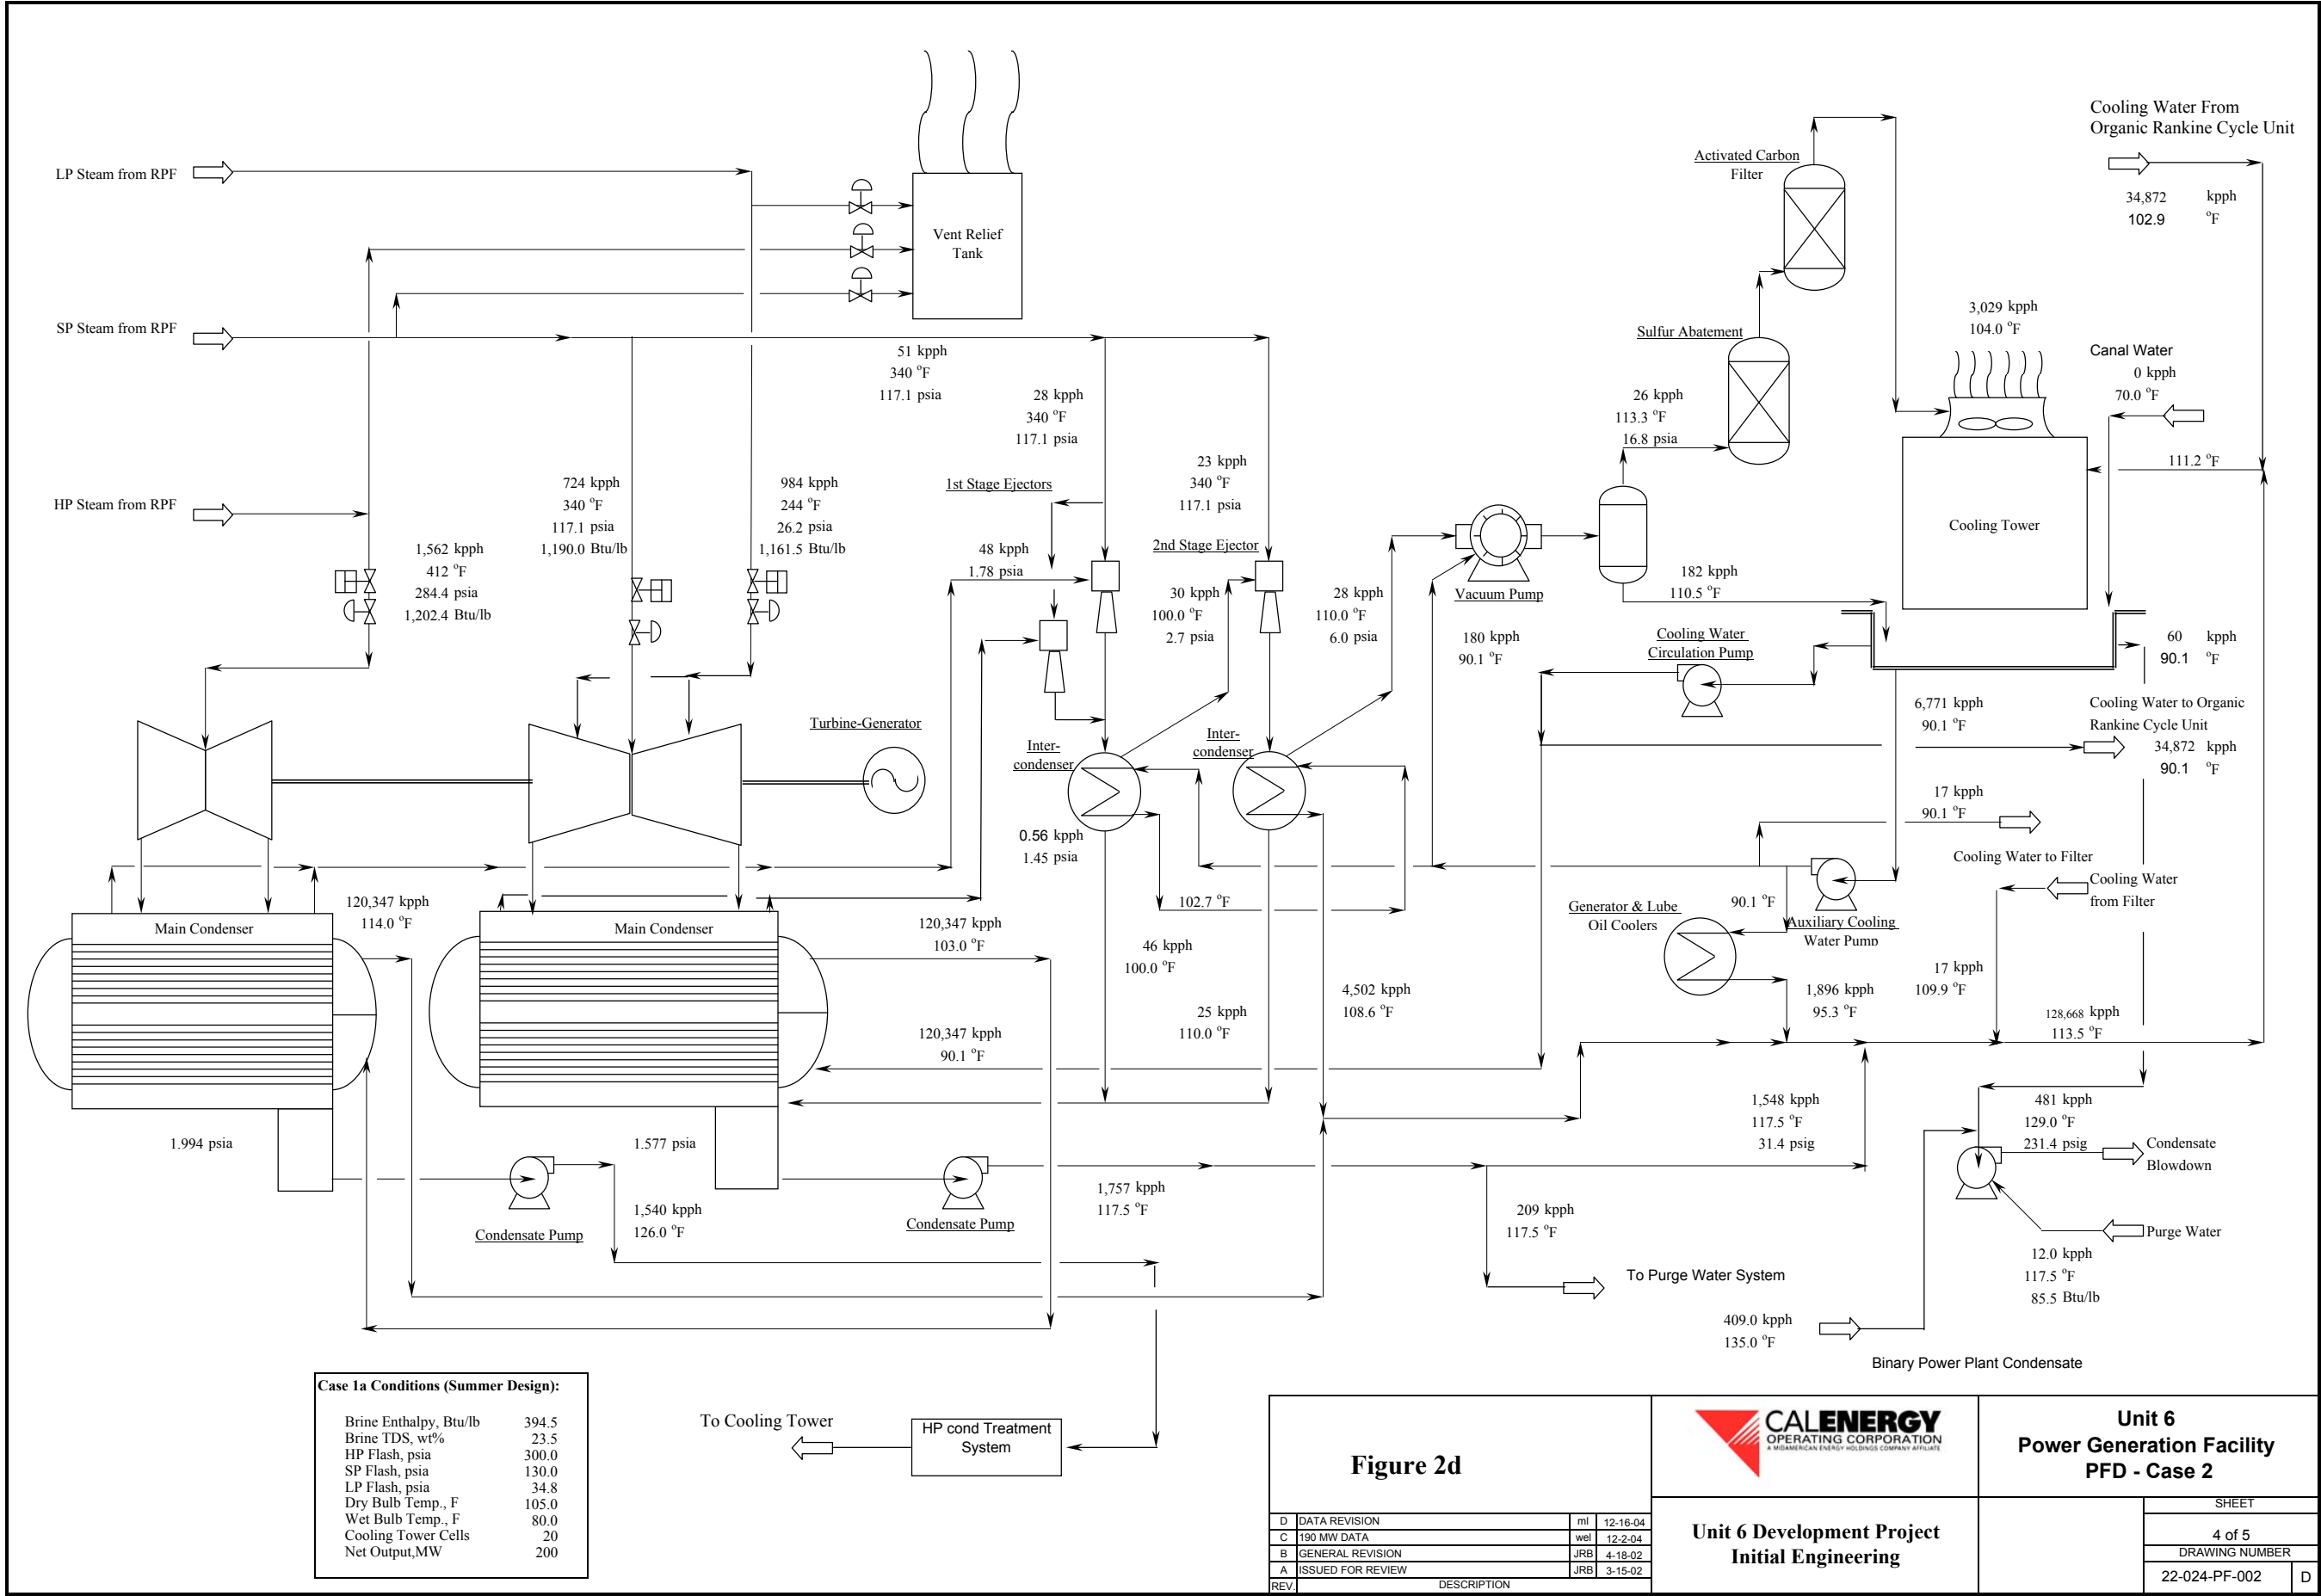 Cooling Water From
Organic Rankine Cycle Unit
34,872 kpph
102.9 °F
Activated Carbon
Filter
LP Steam from RPF
Vent Relief
Tank
SP Steam from RPF
51 kpph
340 °F
117.1 psia
28 kpph
340 °F
117.1 psia
Sulfur Abatement
3,029 kpph
104.0 °F
Canal Water
0 kpph
70.0 °F
26 kpph
113.3 °F
16.8 psia
111.2 °F
23 kpph
340 °F
117.1 psia
HP Steam from RPF
724 kpph
340 °F
117.1 psia
1,190.0 Btu/lb
984 kpph
244 °F
26.2 psia
1,161.5 Btu/lb
1st Stage Ejectors
2nd Stage Ejector
Cooling Tower
1,562 kpph
412 °F
284.4 psia
1,202.4 Btu/lb
48 kpph
1.78 psia
30 kpph
100.0 °F
2.7 psia
28 kpph
110.0 °F
6.0 psia
Vacuum Pump
182 kpph
110.5 °F
180 kpph
90.1 °F
Cooling Water
Circulation Pump
60 kpph
90.1 °F
6,771 kpph
90.1 °F
Cooling Water to Organic
Rankine Cycle Unit
34,872 kpph
90.1 °F
Turbine-Generator
Inter-
condenser
Inter-
condenser
17 kpph
90.1 °F
0.56 kpph
1.45 psia
Cooling Water to Filter
Cooling Water
from Filter
120,347 kpph
114.0 °F
Main Condenser
Main Condenser
120,347 kpph
103.0 °F
102.7 °F
46 kpph
100.0 °F
Generator & Lube
Oil Coolers
90.1 °F
Auxiliary Cooling
Water Pump
17 kpph
109.9 °F
4,502 kpph
108.6 °F
1,896 kpph
95.3 °F
25 kpph
110.0 °F
128,668 kpph
113.5 °F
120,347 kpph
90.1 °F
1.994 psia
1.577 psia
1,548 kpph
117.5 °F
31.4 psig
481 kpph
129.0 °F
231.4 psig
Condensate
Blowdown
1,540 kpph
126.0 °F
Condensate Pump
Condensate Pump
1,757 kpph
117.5 °F
209 kpph
117.5 °F
Purge Water
12.0 kpph
117.5 °F
85.5 Btu/lb
To Purge Water System
409.0 kpph
135.0 °F
Binary Power Plant Condensate
Case 1a Conditions (Summer Design):
Brine Enthalpy, Btu/lb 394.5
Brine TDS, wt% 23.5
HP Flash, psia 300.0
SP Flash, psia 130.0
LP Flash, psia 34.8
Dry Bulb Temp., F 105.0
Wet Bulb Temp., F 80.0
Cooling Tower Cells 20
Net Output,MW 200
To Cooling Tower
HP cond Treatment
System
Figure 2d
D DATA REVISION ml 12-16-04
C 190 MW DATA wel 12-2-04
B GENERAL REVISION JRB 4-18-02
A ISSUED FOR REVIEW JRB 3-15-02
REV. DESCRIPTION
CALENERGY
OPERATING CORPORATION
A MIDAMERICAN ENERGY HOLDINGS COMPANY AFFILIATE
Unit 6 Development Project
Initial Engineering
Unit 6
Power Generation Facility
PFD - Case 2
SHEET
4 of 5
DRAWING NUMBER
22-024-PF-002 D